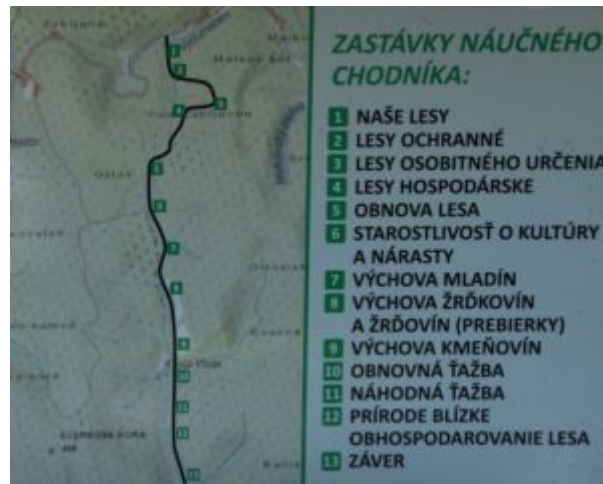 ZASTÁVKY NÁUČNÉHO
CHODNÍKA:
1 NAŠE LESY
2 LESY OCHRANNÉ
3 LESY OSOBITNÉHO URČENIA
4 LESY HOSPODÁRSKE
5 OBNOVA LESA
6 STAROSTLIVOSŤ O KULTÚRY
A NÁRASTY
7 VÝCHOVA MLADÍN
8 VÝCHOVA ŽRĎKOVÍN
A ŽRĎOVÍN (PREBIERKY)
9 VÝCHOVA KMEŇOVÍN
10 OBNOVNÁ ŤAŽBA
11 NÁHODNÁ ŤAŽBA
12 PRÍRODE BLÍZKE
OBHOSPODAROVANIE LESA
13 ZÁVER